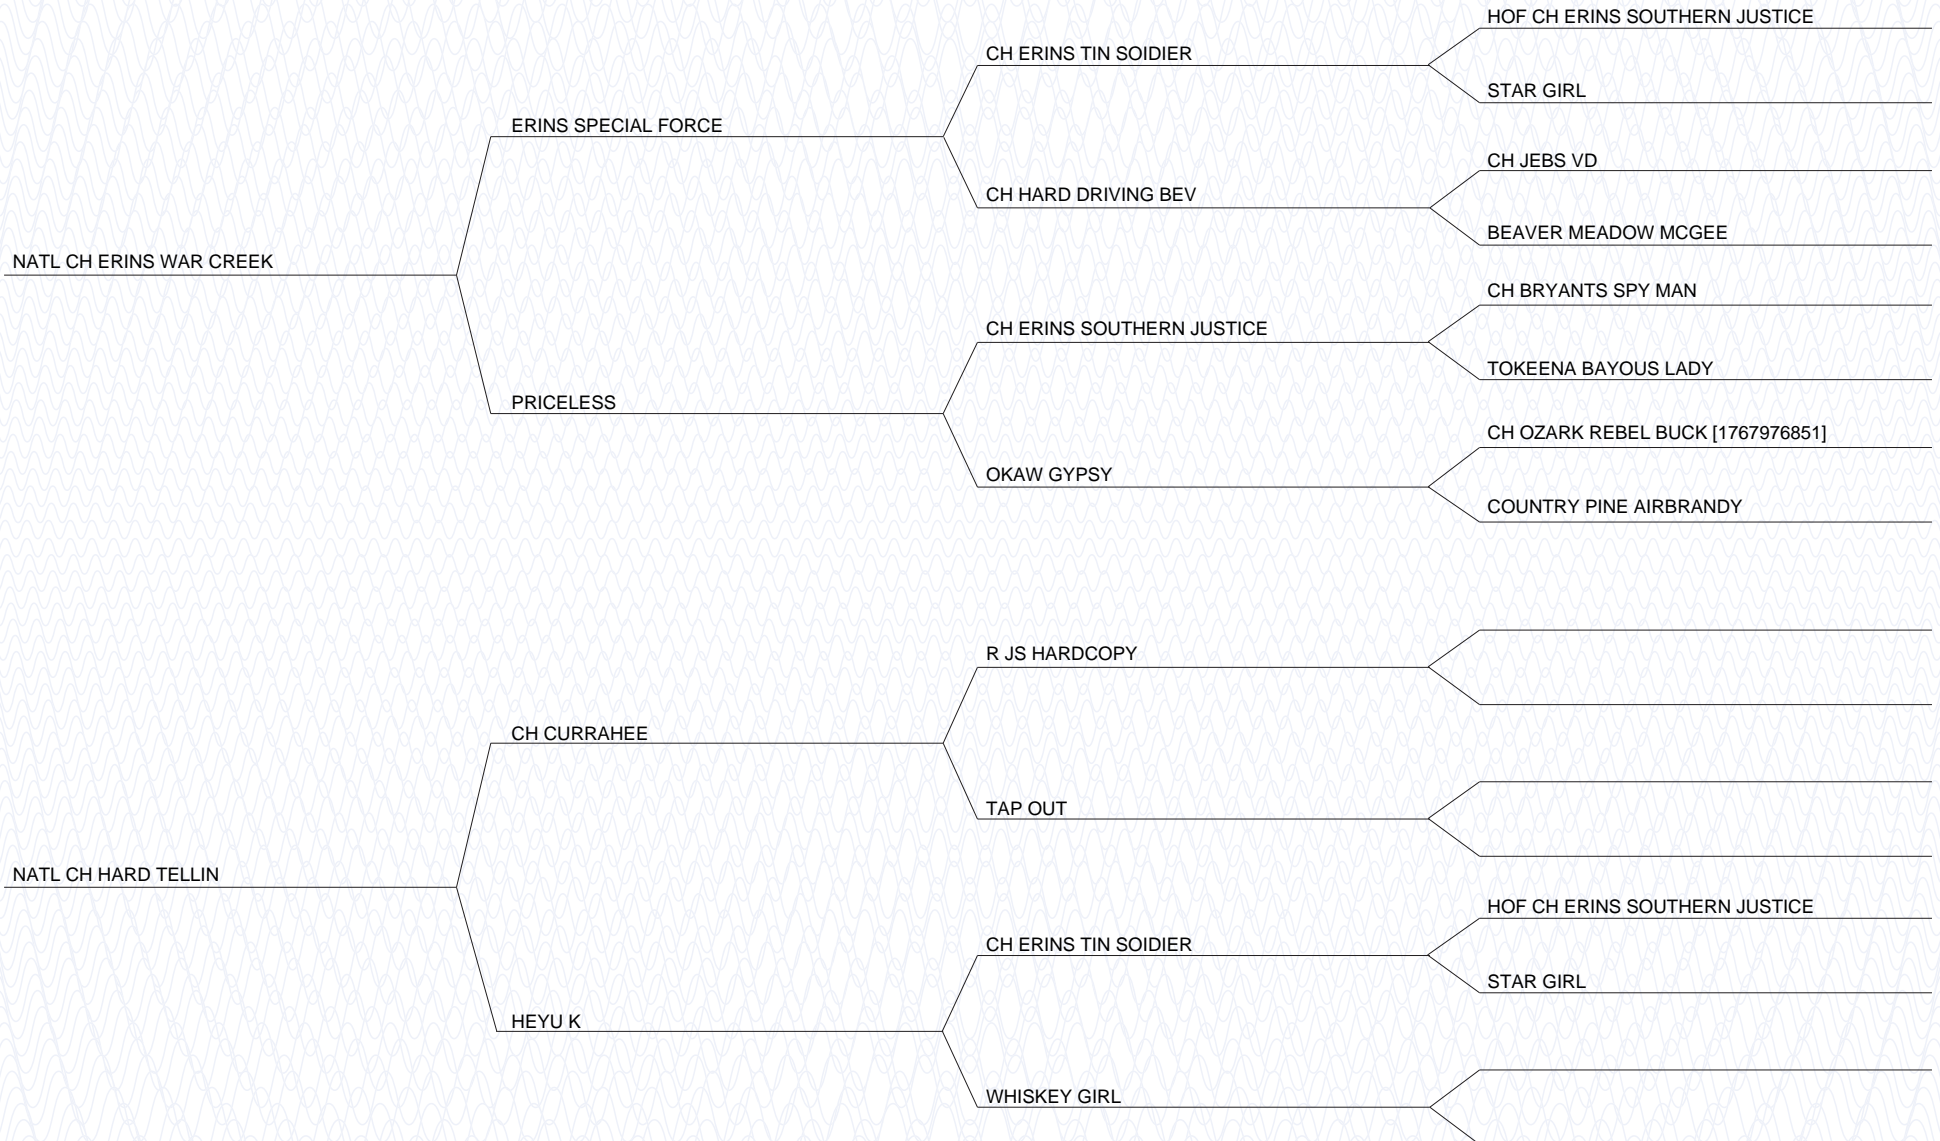 HOF CH ERINS SOUTHERN JUSTICE
CH ERINS TIN SOIDIER
STAR GIRL
ERINS SPECIAL FORCE
CH JEBS VD
CH HARD DRIVING BEV
BEAVER MEADOW MCGEE
NATL CH ERINS WAR CREEK
CH BRYANTS SPY MAN
CH ERINS SOUTHERN JUSTICE
TOKEENA BAYOUS LADY
PRICELESS
CH OZARK REBEL BUCK [1767976851]
OKAW GYPSY
COUNTRY PINE AIRBRANDY
R JS HARDCOPY
CH CURRAHEE
TAP OUT
NATL CH HARD TELLIN
HOF CH ERINS SOUTHERN JUSTICE
CH ERINS TIN SOIDIER
STAR GIRL
HEYU K
WHISKEY GIRL